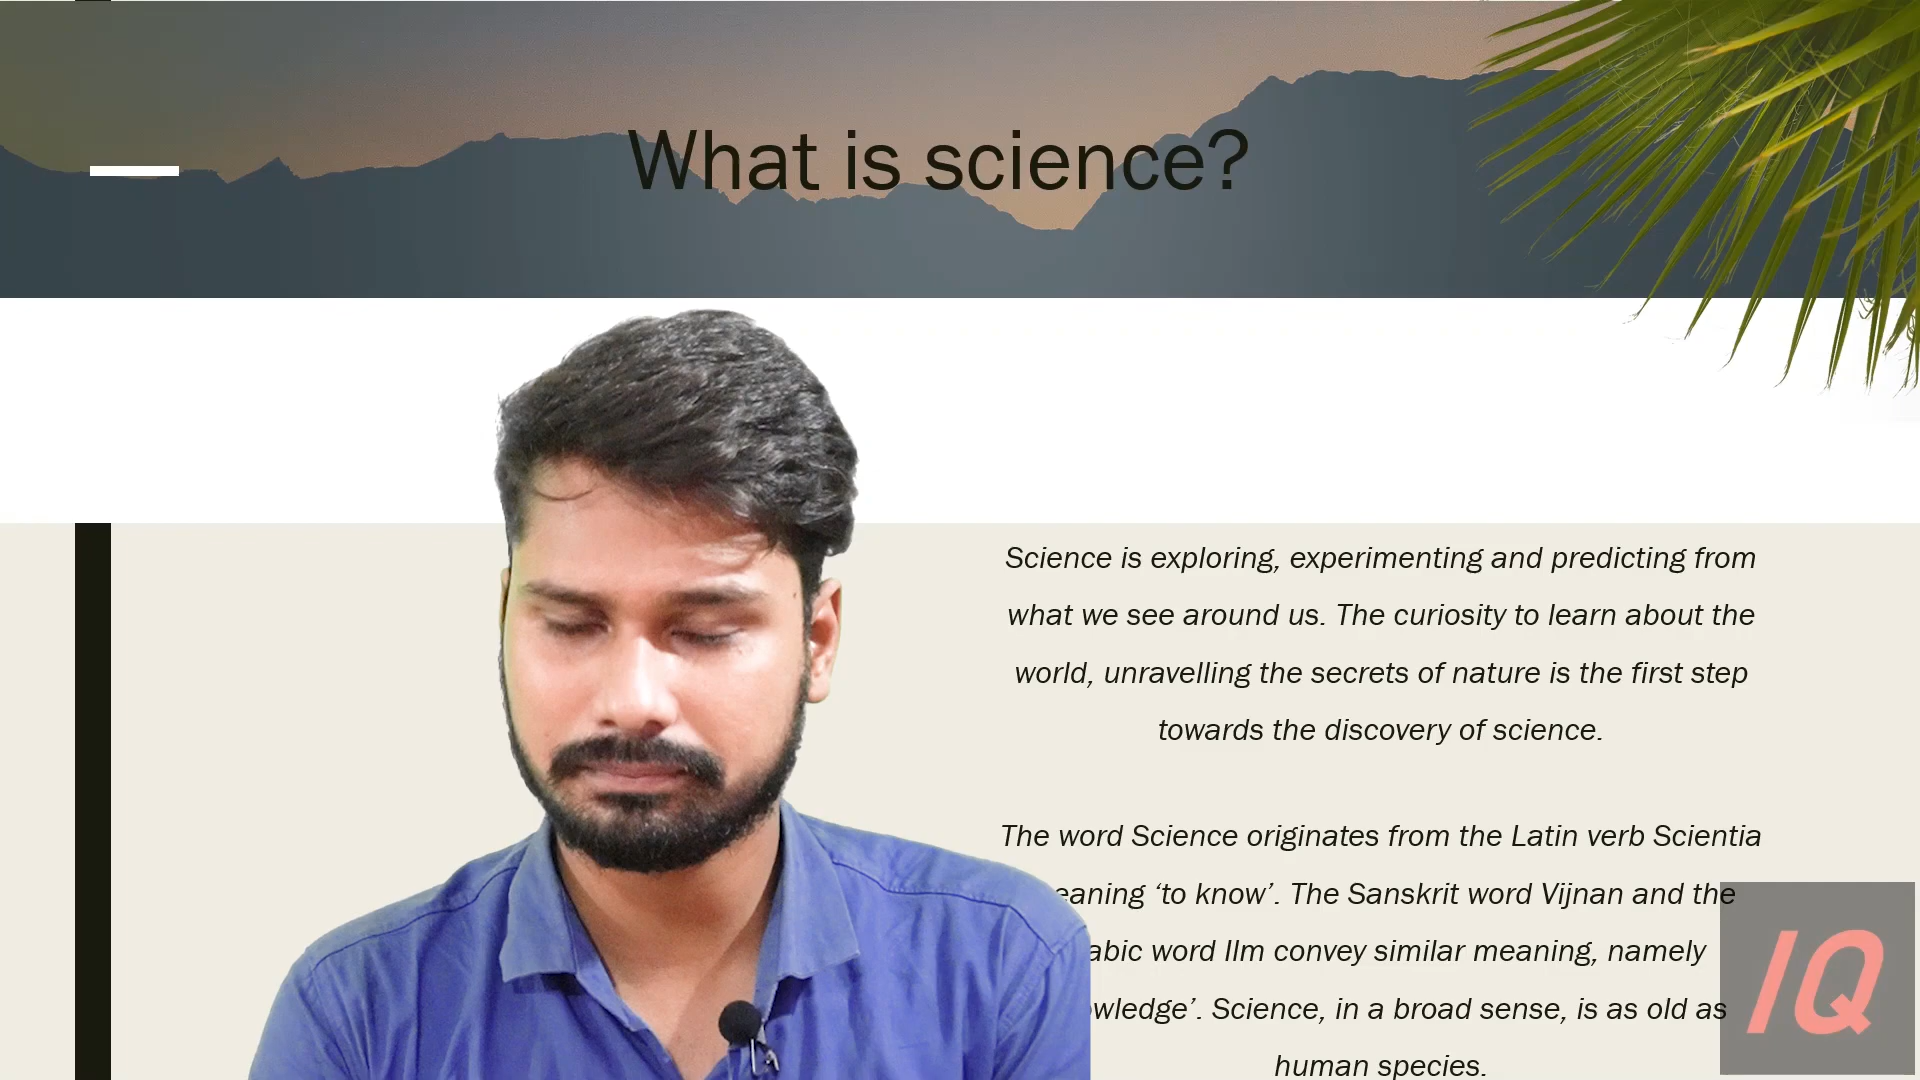 What is science?
Science is exploring, experimenting and predicting from
what we see around us. The curiosity to learn about the
world, unravelling the secrets of nature is the first step
towards the discovery of science.
The word Science originates from the Latin verb Scientia
eaning ‘to know’. The Sanskrit word Vijnan and the
abic word Ilm convey similar meaning, namely
owledge’. Science, in a broad sense, is as old as
human species.
IQ